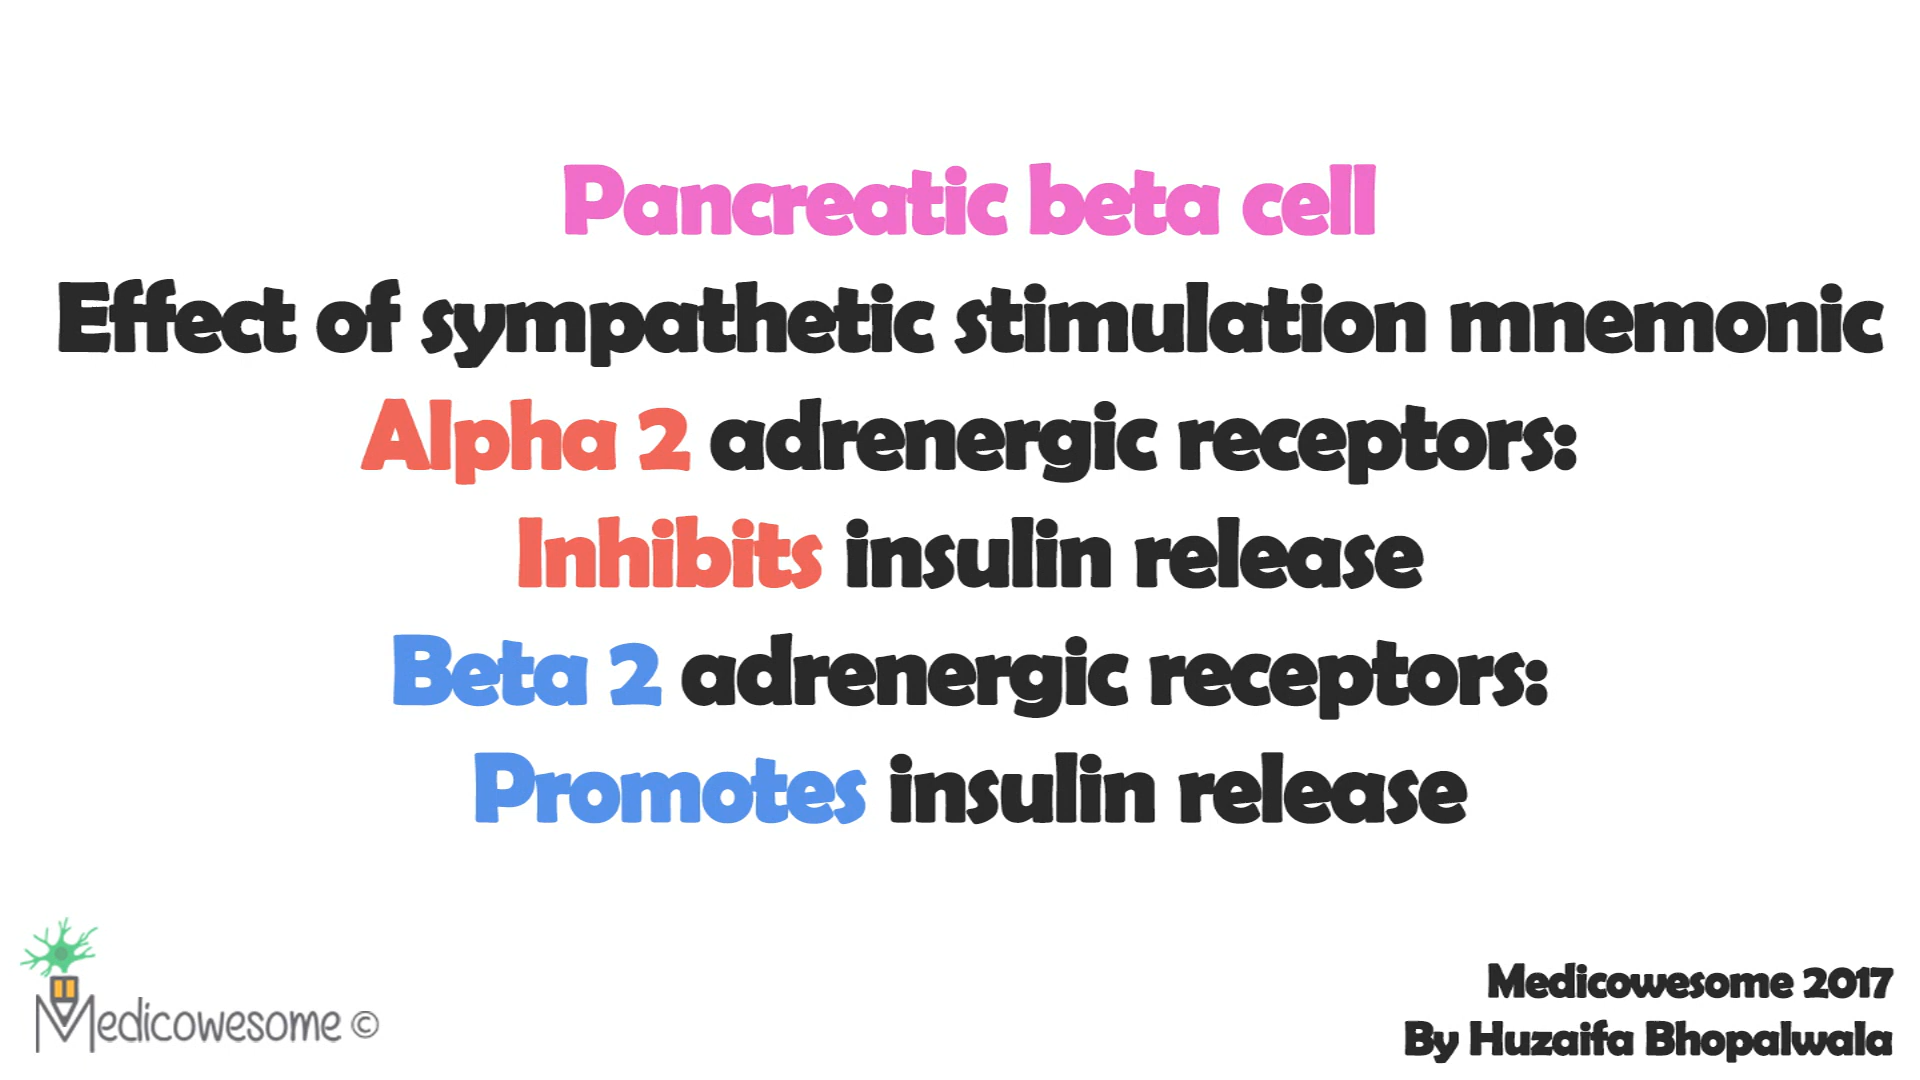 Pancreatic beta cell
Effect of sympathetic stimulation mnemonic
Alpha 2 adrenergic receptors:
Inhibits insulin release
Beta 2 adrenergic receptors:
Promotes insulin release
Medicowesome ©
Medicowesome 2017
By Huzaifa Bhopalwala